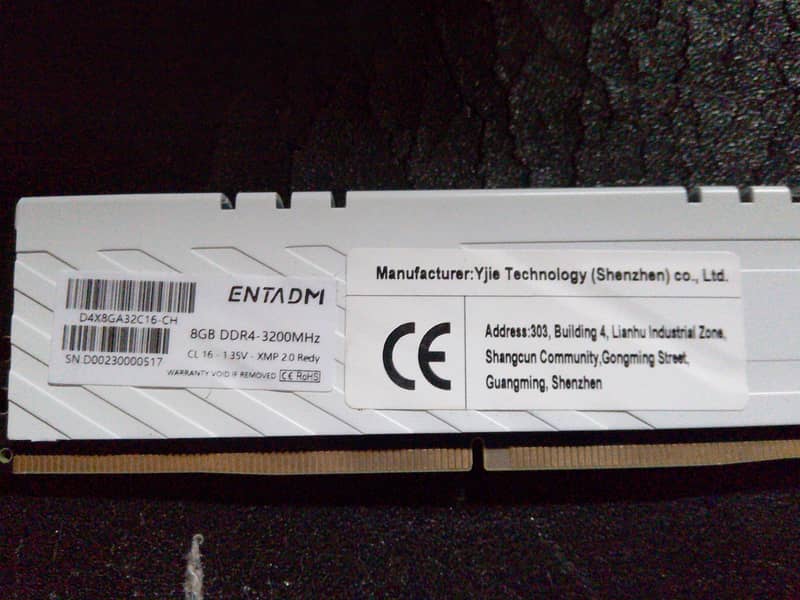 ENTADM
D4X8GA32C16-CH
8GB DDR4-3200MHz
CL 16 - 1.35V - XMP 2.0 Redy
SN.D00230000517
WARRANTY VOID IF REMOVED CE RoHS
Manufacturer:Yjie Technology (Shenzhen) co., Ltd.
CE
Address:303, Building 4, Lianhu Industrial Zone,
Shangcun Community,Gongming Street,
Guangming, Shenzhen